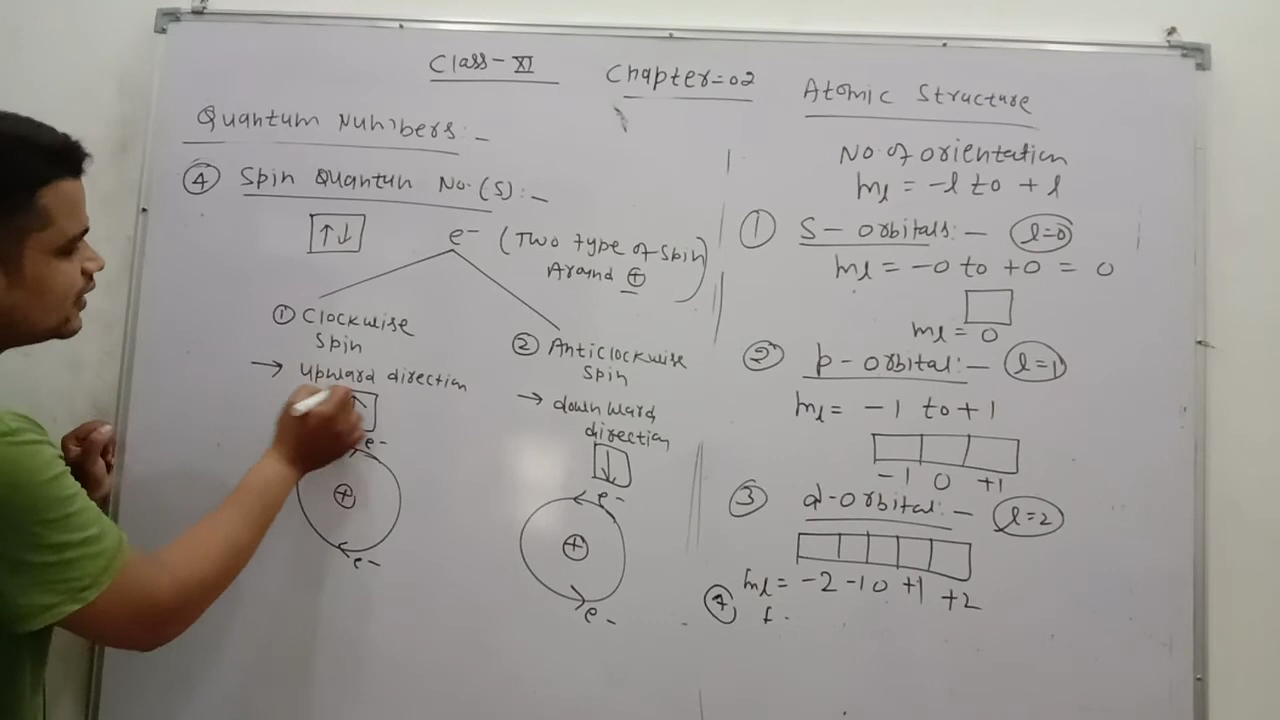 Class-XI Chapter=02 Atomic Structure
Quantum Numbers:-
④ Spin Quantum No.(S):-
↑↓
e- (Two type of Spin
Around ⊕)
① Clockwise
Spin
→ upward direction
↑
e-
⊕
e-
② Anticlockwise
Spin
→ downward
direction
↓
e-
⊕
e-
No. of orientation
ml = -l to +l
① S-orbitals:- l=0
ml = -0 to +0 = 0
ml = 0
② p-orbital:- l=1
ml = -1 to +1
-1 0 +1
③ d-orbital:- l=2
ml = -2 -1 0 +1 +2
④ f-